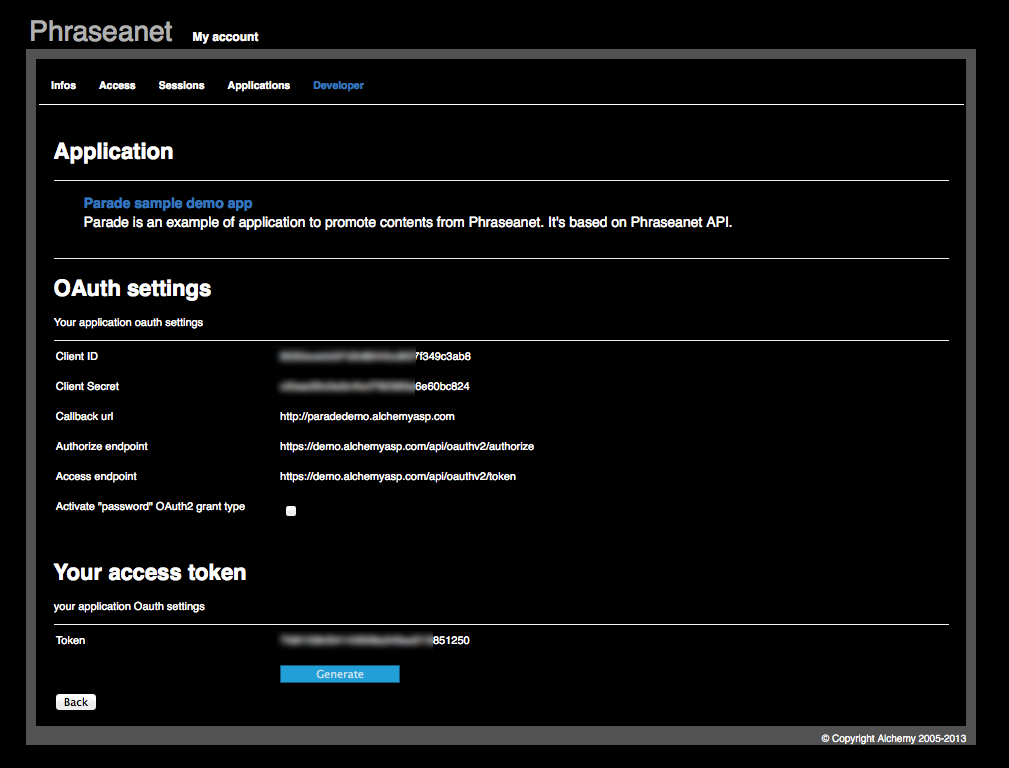 Phraseanet My account
Infos Access Sessions Applications Developer
Application
Parade sample demo app
Parade is an example of application to promote contents from Phraseanet. It's based on Phraseanet API.
OAuth settings
Your application oauth settings
Client ID 7f349c3ab8
Client Secret 6e60bc824
Callback url http://paradedemo.alchemyasp.com
Authorize endpoint https://demo.alchemyasp.com/api/oauthv2/authorize
Access endpoint https://demo.alchemyasp.com/api/oauthv2/token
Activate "password" OAuth2 grant type
Your access token
your application Oauth settings
Token 851250
Generate
Back
© Copyright Alchemy 2005-2013